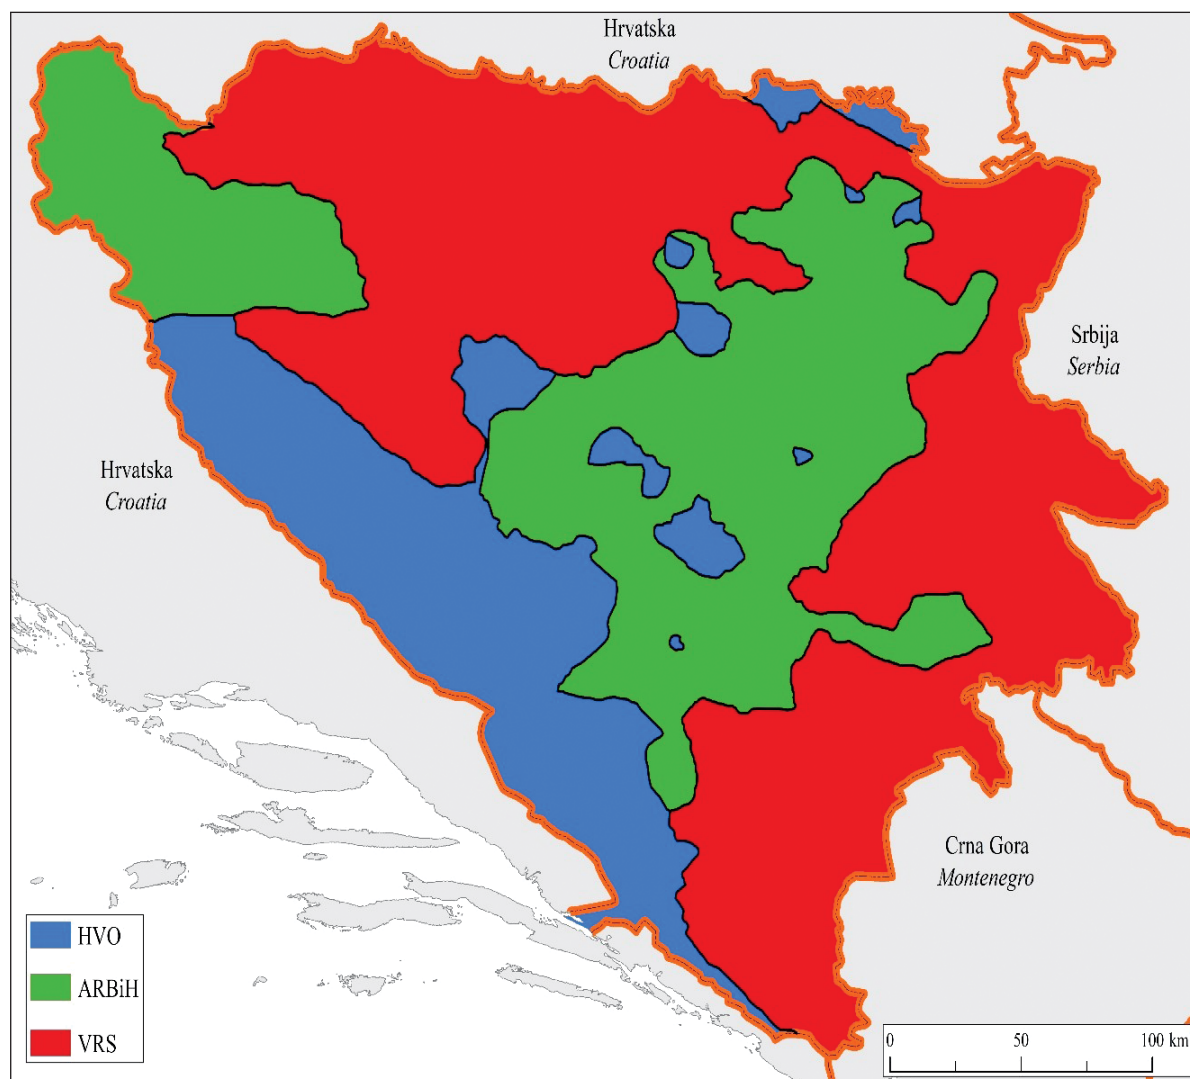 Hrvatska
Croatia
Srbija
Serbia
Hrvatska
Croatia
Crna Gora
Montenegro
HVO
ARBiH
VRS
0 50 100 km